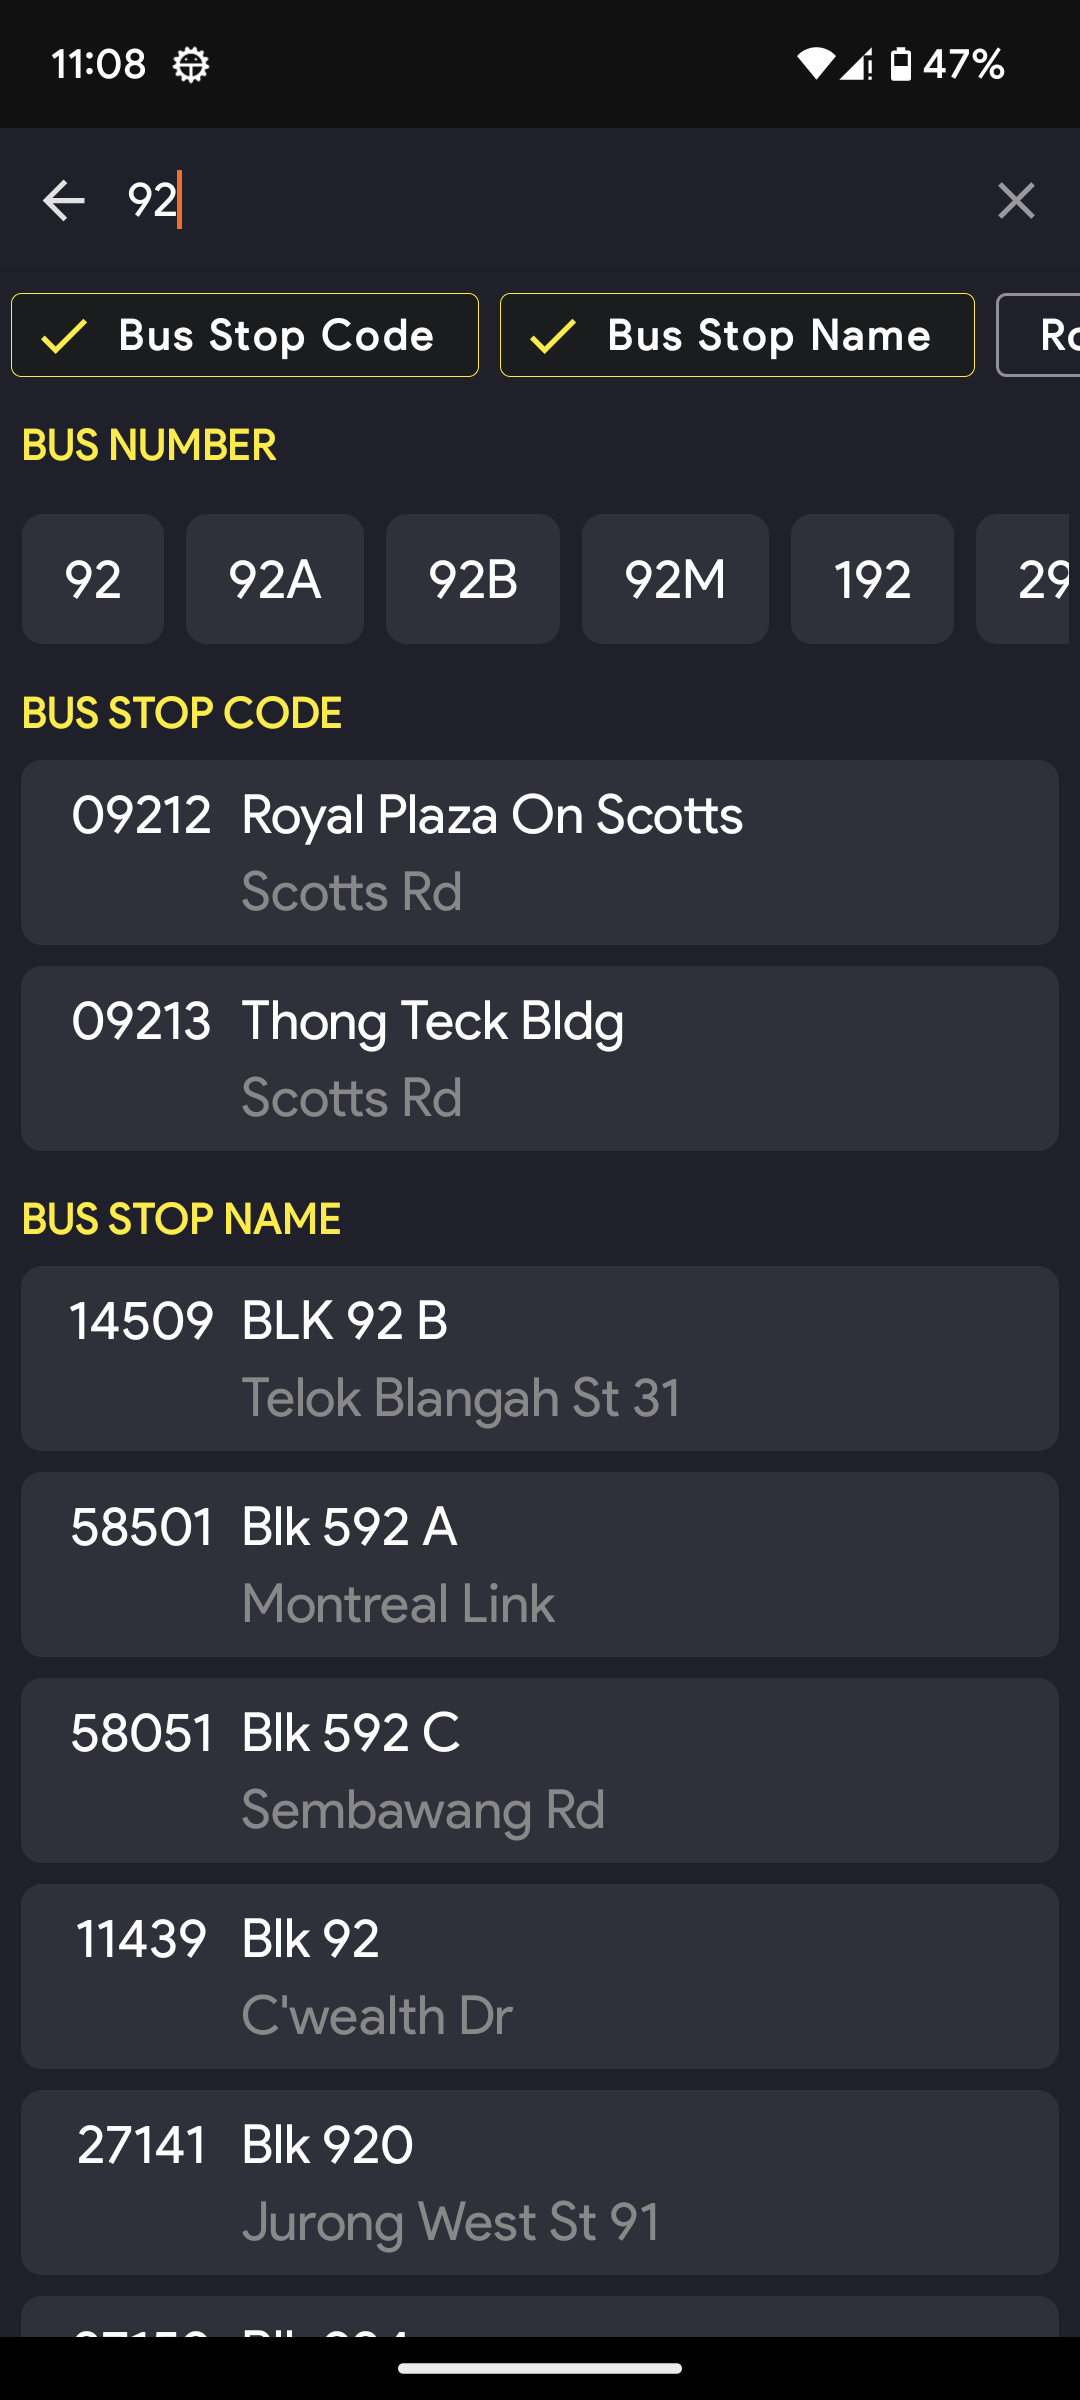 11:08 47%
92
Bus Stop Code Bus Stop Name
BUS NUMBER
92 92A 92B 92M 192
BUS STOP CODE
09212 Royal Plaza On Scotts
Scotts Rd
09213 Thong Teck Bldg
Scotts Rd
BUS STOP NAME
14509 BLK 92 B
Telok Blangah St 31
58501 Blk 592 A
Montreal Link
58051 Blk 592 C
Sembawang Rd
11439 Blk 92
C'wealth Dr
27141 Blk 920
Jurong West St 91